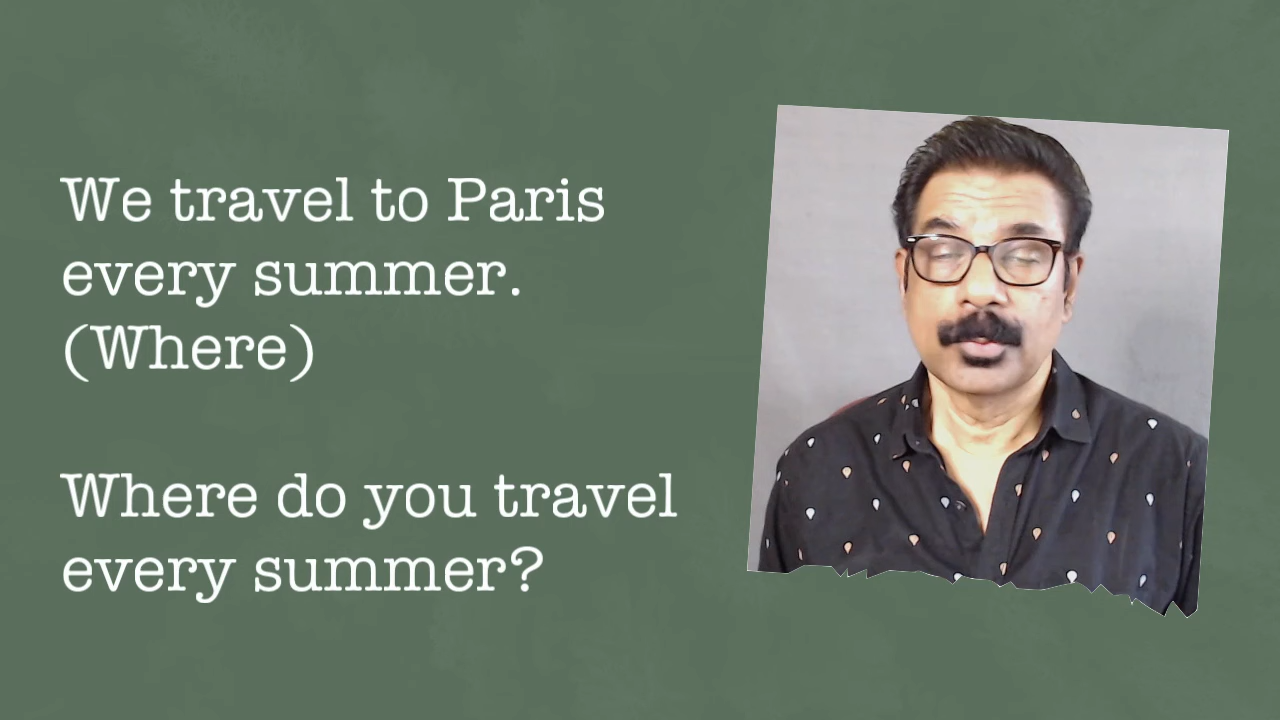 We travel to Paris
every summer.
(Where)
Where do you travel
every summer?